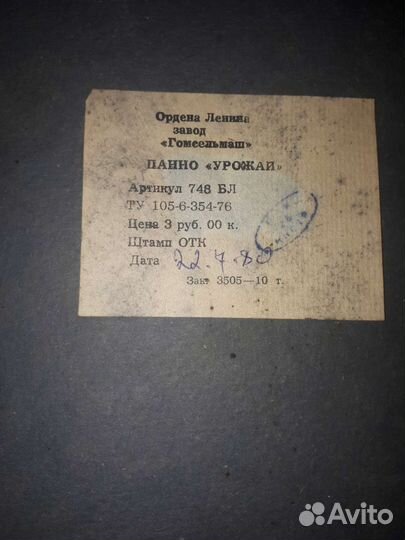 Ордена Ленина
завод
«Гомсельмаш»
ПАННО «УРОЖАЙ»
Артикул 748 БЛ
ТУ 105-6-354-76
Цена 3 руб. 00 к.
Штамп ОТК
Дата 22.7.80
Зак. 3505—10 т.
Avito